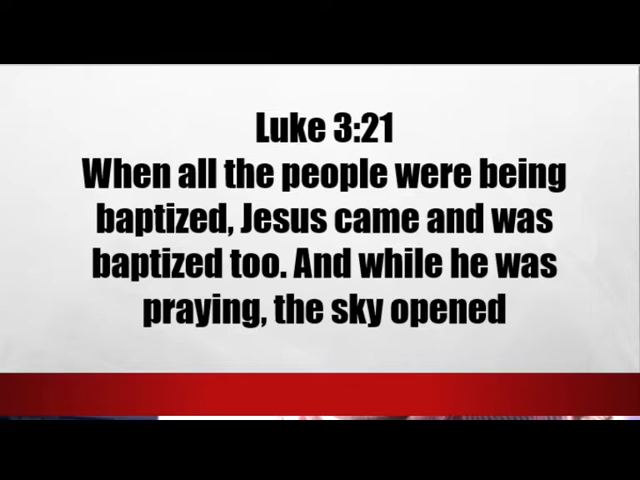 Luke 3:21
When all the people were being
baptized, Jesus came and was
baptized too. And while he was
praying, the sky opened